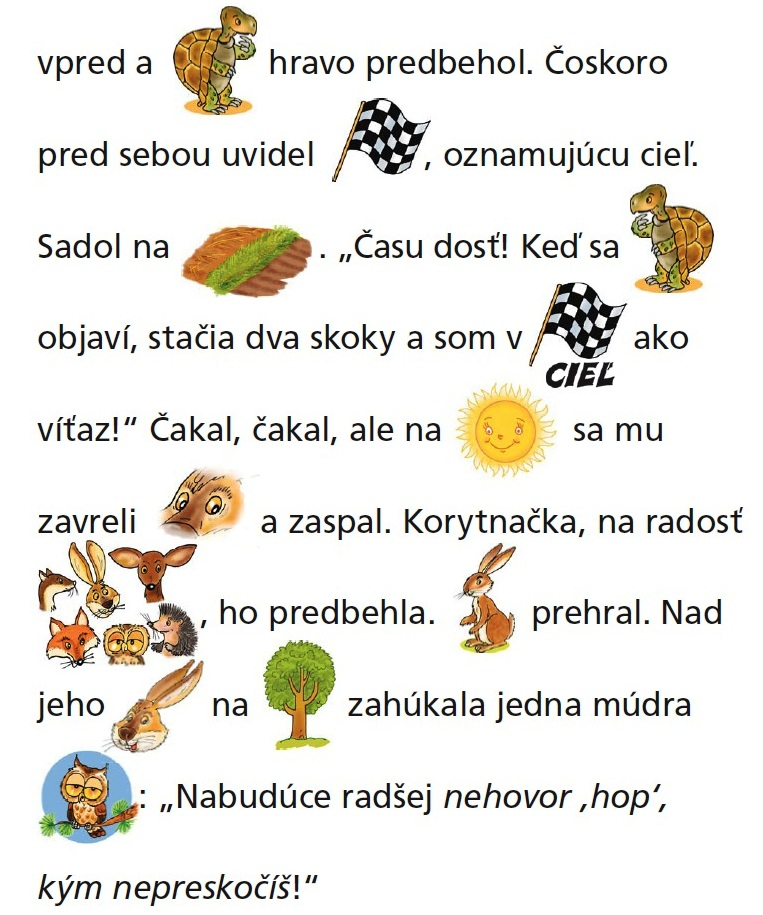 vpred a hravo predbehol. Čoskoro
pred sebou uvidel , oznamujúcu cieľ.
Sadol na . „Času dosť! Keď sa
objaví, stačia dva skoky a som v ako
CIEĽ
víťaz!“ Čakal, čakal, ale na sa mu
zavreli a zaspal. Korytnačka, na radosť
, ho predbehla. prehral. Nad
jeho na zahúkala jedna múdra
: „Nabudúce radšej nehovor ‚hop‘,
kým nepreskočíš!“